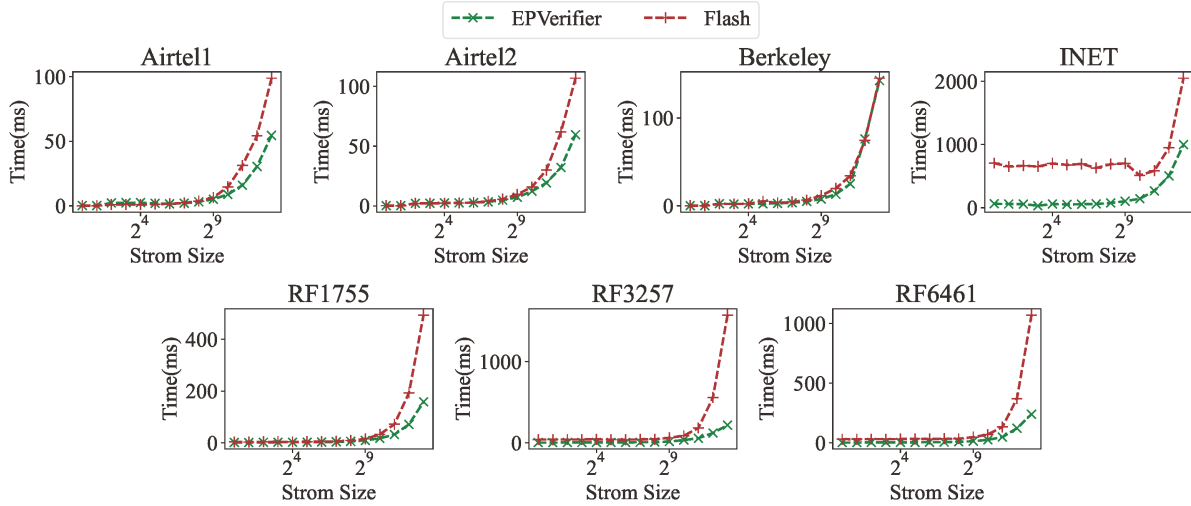 EPVerifier Flash
Airtel1 Airtel2 Berkeley INET
100
50
0
Time(ms)
2^4 2^9
Strom Size
100
50
0
Time(ms)
2^4 2^9
Strom Size
100
0
Time(ms)
2^4 2^9
Strom Size
2000
1000
0
Time(ms)
2^4 2^9
Strom Size
RF1755 RF3257 RF6461
400
200
0
Time(ms)
2^4 2^9
Strom Size
1000
0
Time(ms)
2^4 2^9
Strom Size
1000
500
0
Time(ms)
2^4 2^9
Strom Size